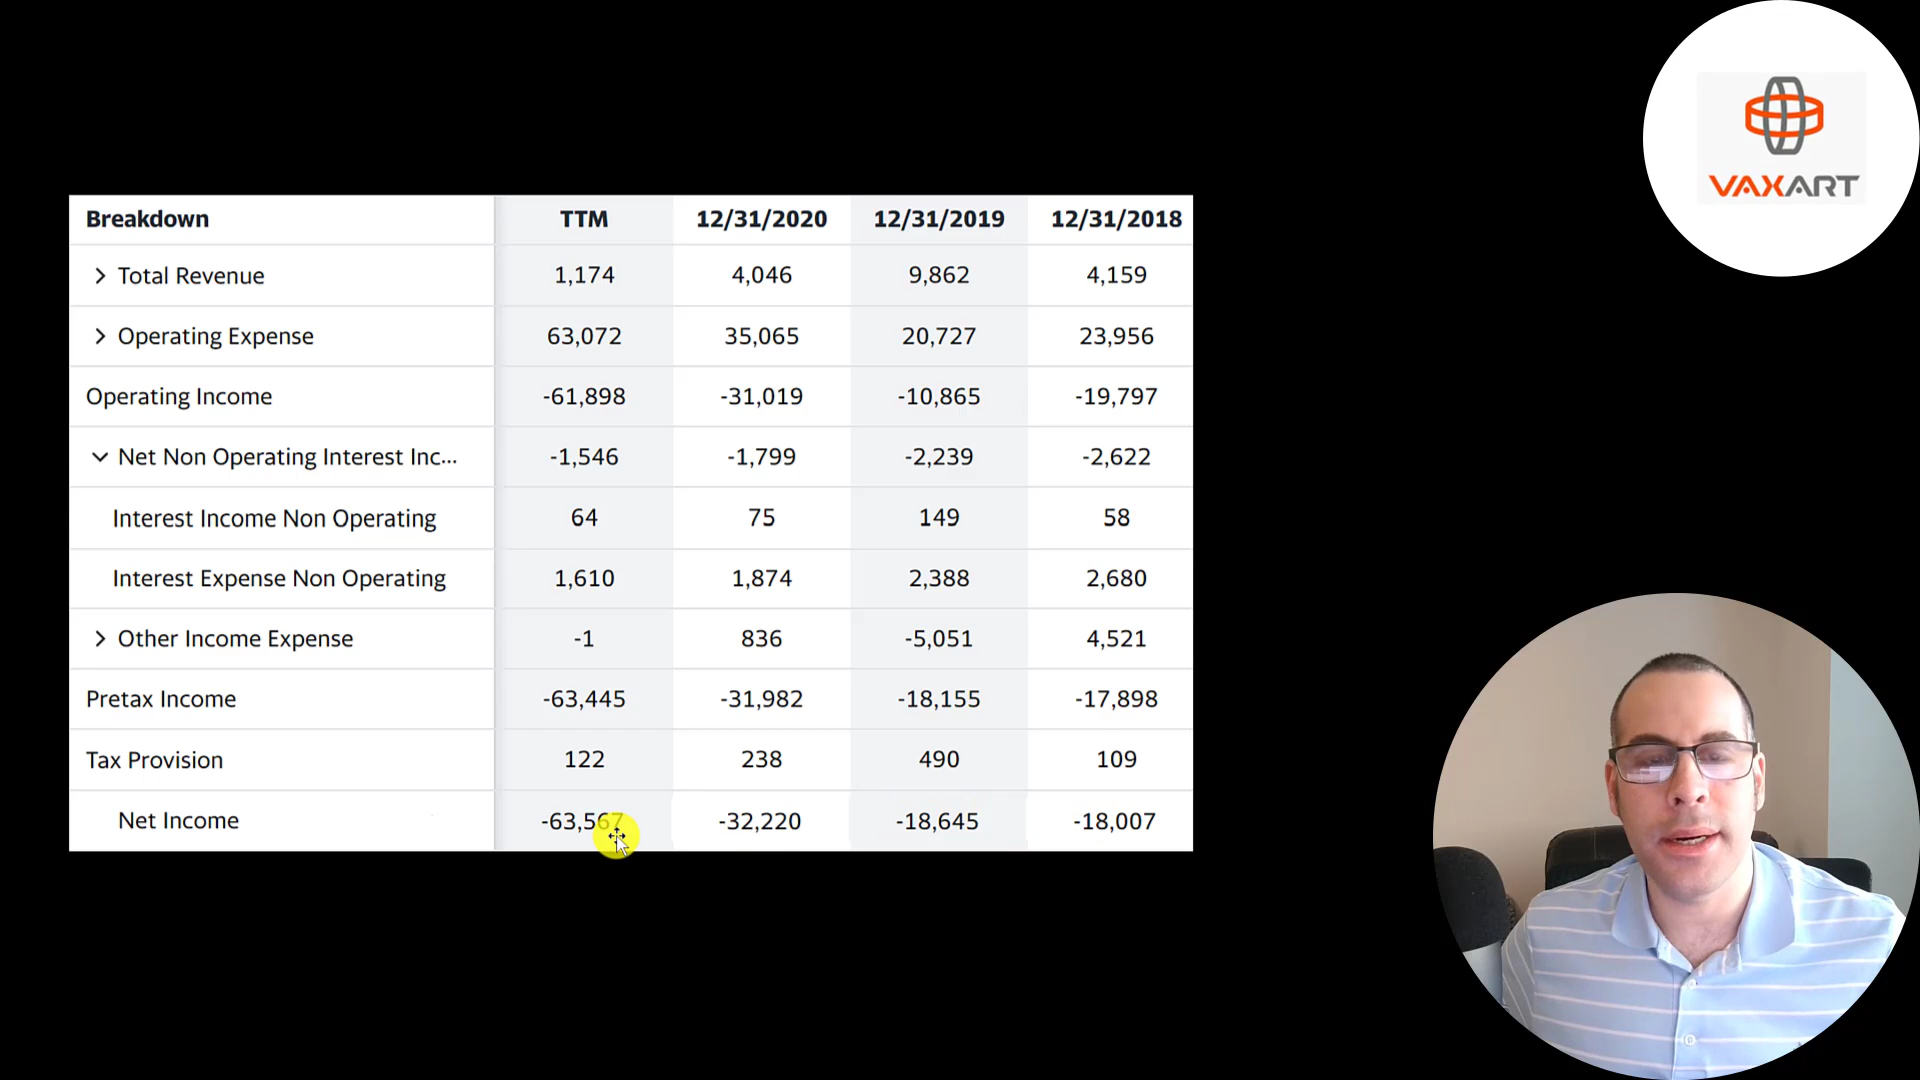 VAXART
Breakdown TTM 12/31/2020 12/31/2019 12/31/2018
Total Revenue 1,174 4,046 9,862 4,159
Operating Expense 63,072 35,065 20,727 23,956
Operating Income -61,898 -31,019 -10,865 -19,797
Net Non Operating Interest Inc... -1,546 -1,799 -2,239 -2,622
Interest Income Non Operating 64 75 149 58
Interest Expense Non Operating 1,610 1,874 2,388 2,680
Other Income Expense -1 836 -5,051 4,521
Pretax Income -63,445 -31,982 -18,155 -17,898
Tax Provision 122 238 490 109
Net Income -63,567 -32,220 -18,645 -18,007